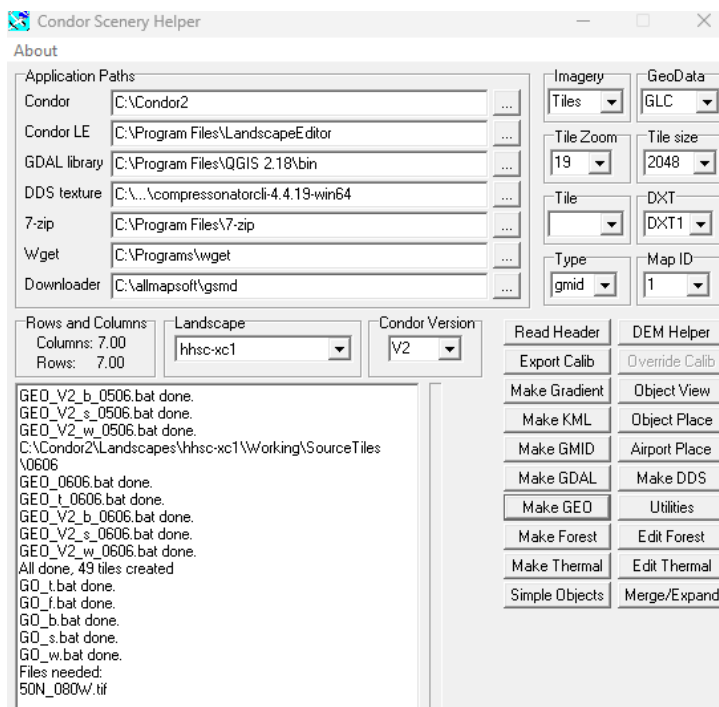 Condor Scenery Helper
About
Application Paths
Condor C:\Condor2 ...
Condor LE C:\Program Files\LandscapeEditor ...
GDAL library C:\Program Files\QGIS 2.18\bin ...
DDS texture C:\...\compressonatorcli-4.4.19-win64 ...
7-zip C:\Program Files\7-zip ...
Wget C:\Programs\wget ...
Downloader C:\allmapsoft\gsmd ...
Imagery GeoData
Tiles GLC
Tile Zoom Tile size
19 2048
Tile DXT
DXT1
Type Map ID
gmid 1
Rows and Columns
Columns: 7.00
Rows: 7.00
Landscape
hhsc-xc1
Condor Version
V2
Read Header DEM Helper
Export Calib Override Calib
Make Gradient Object View
Make KML Object Place
Make GMID Airport Place
Make GDAL Make DDS
Make GEO Utilities
Make Forest Edit Forest
Make Thermal Edit Thermal
Simple Objects Merge/Expand
GEO_V2_b_0506.bat done.
GEO_V2_s_0506.bat done.
GEO_V2_w_0506.bat done.
C:\Condor2\Landscapes\hhsc-xc1\Working\SourceTiles
\0606
GEO_0606.bat done.
GEO_t_0606.bat done.
GEO_V2_b_0606.bat done.
GEO_V2_s_0606.bat done.
GEO_V2_w_0606.bat done.
All done, 49 tiles created
GO_t.bat done.
GO_f.bat done.
GO_b.bat done.
GO_s.bat done.
GO_w.bat done.
Files needed:
50N_080W.tif